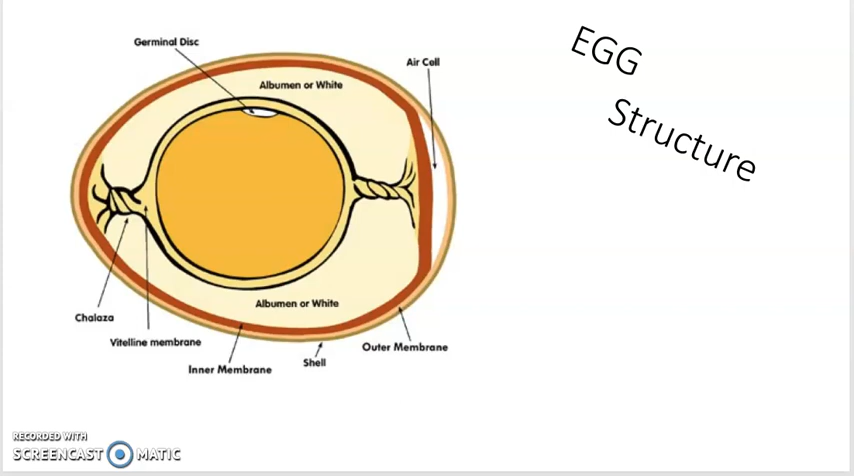 EGG
Structure
Germinal Disc
Air Cell
Albumen or White
Albumen or White
Chalaza
Vitelline membrane
Inner Membrane
Shell
Outer Membrane
RECORDED WITH
SCREENCAST MATIC